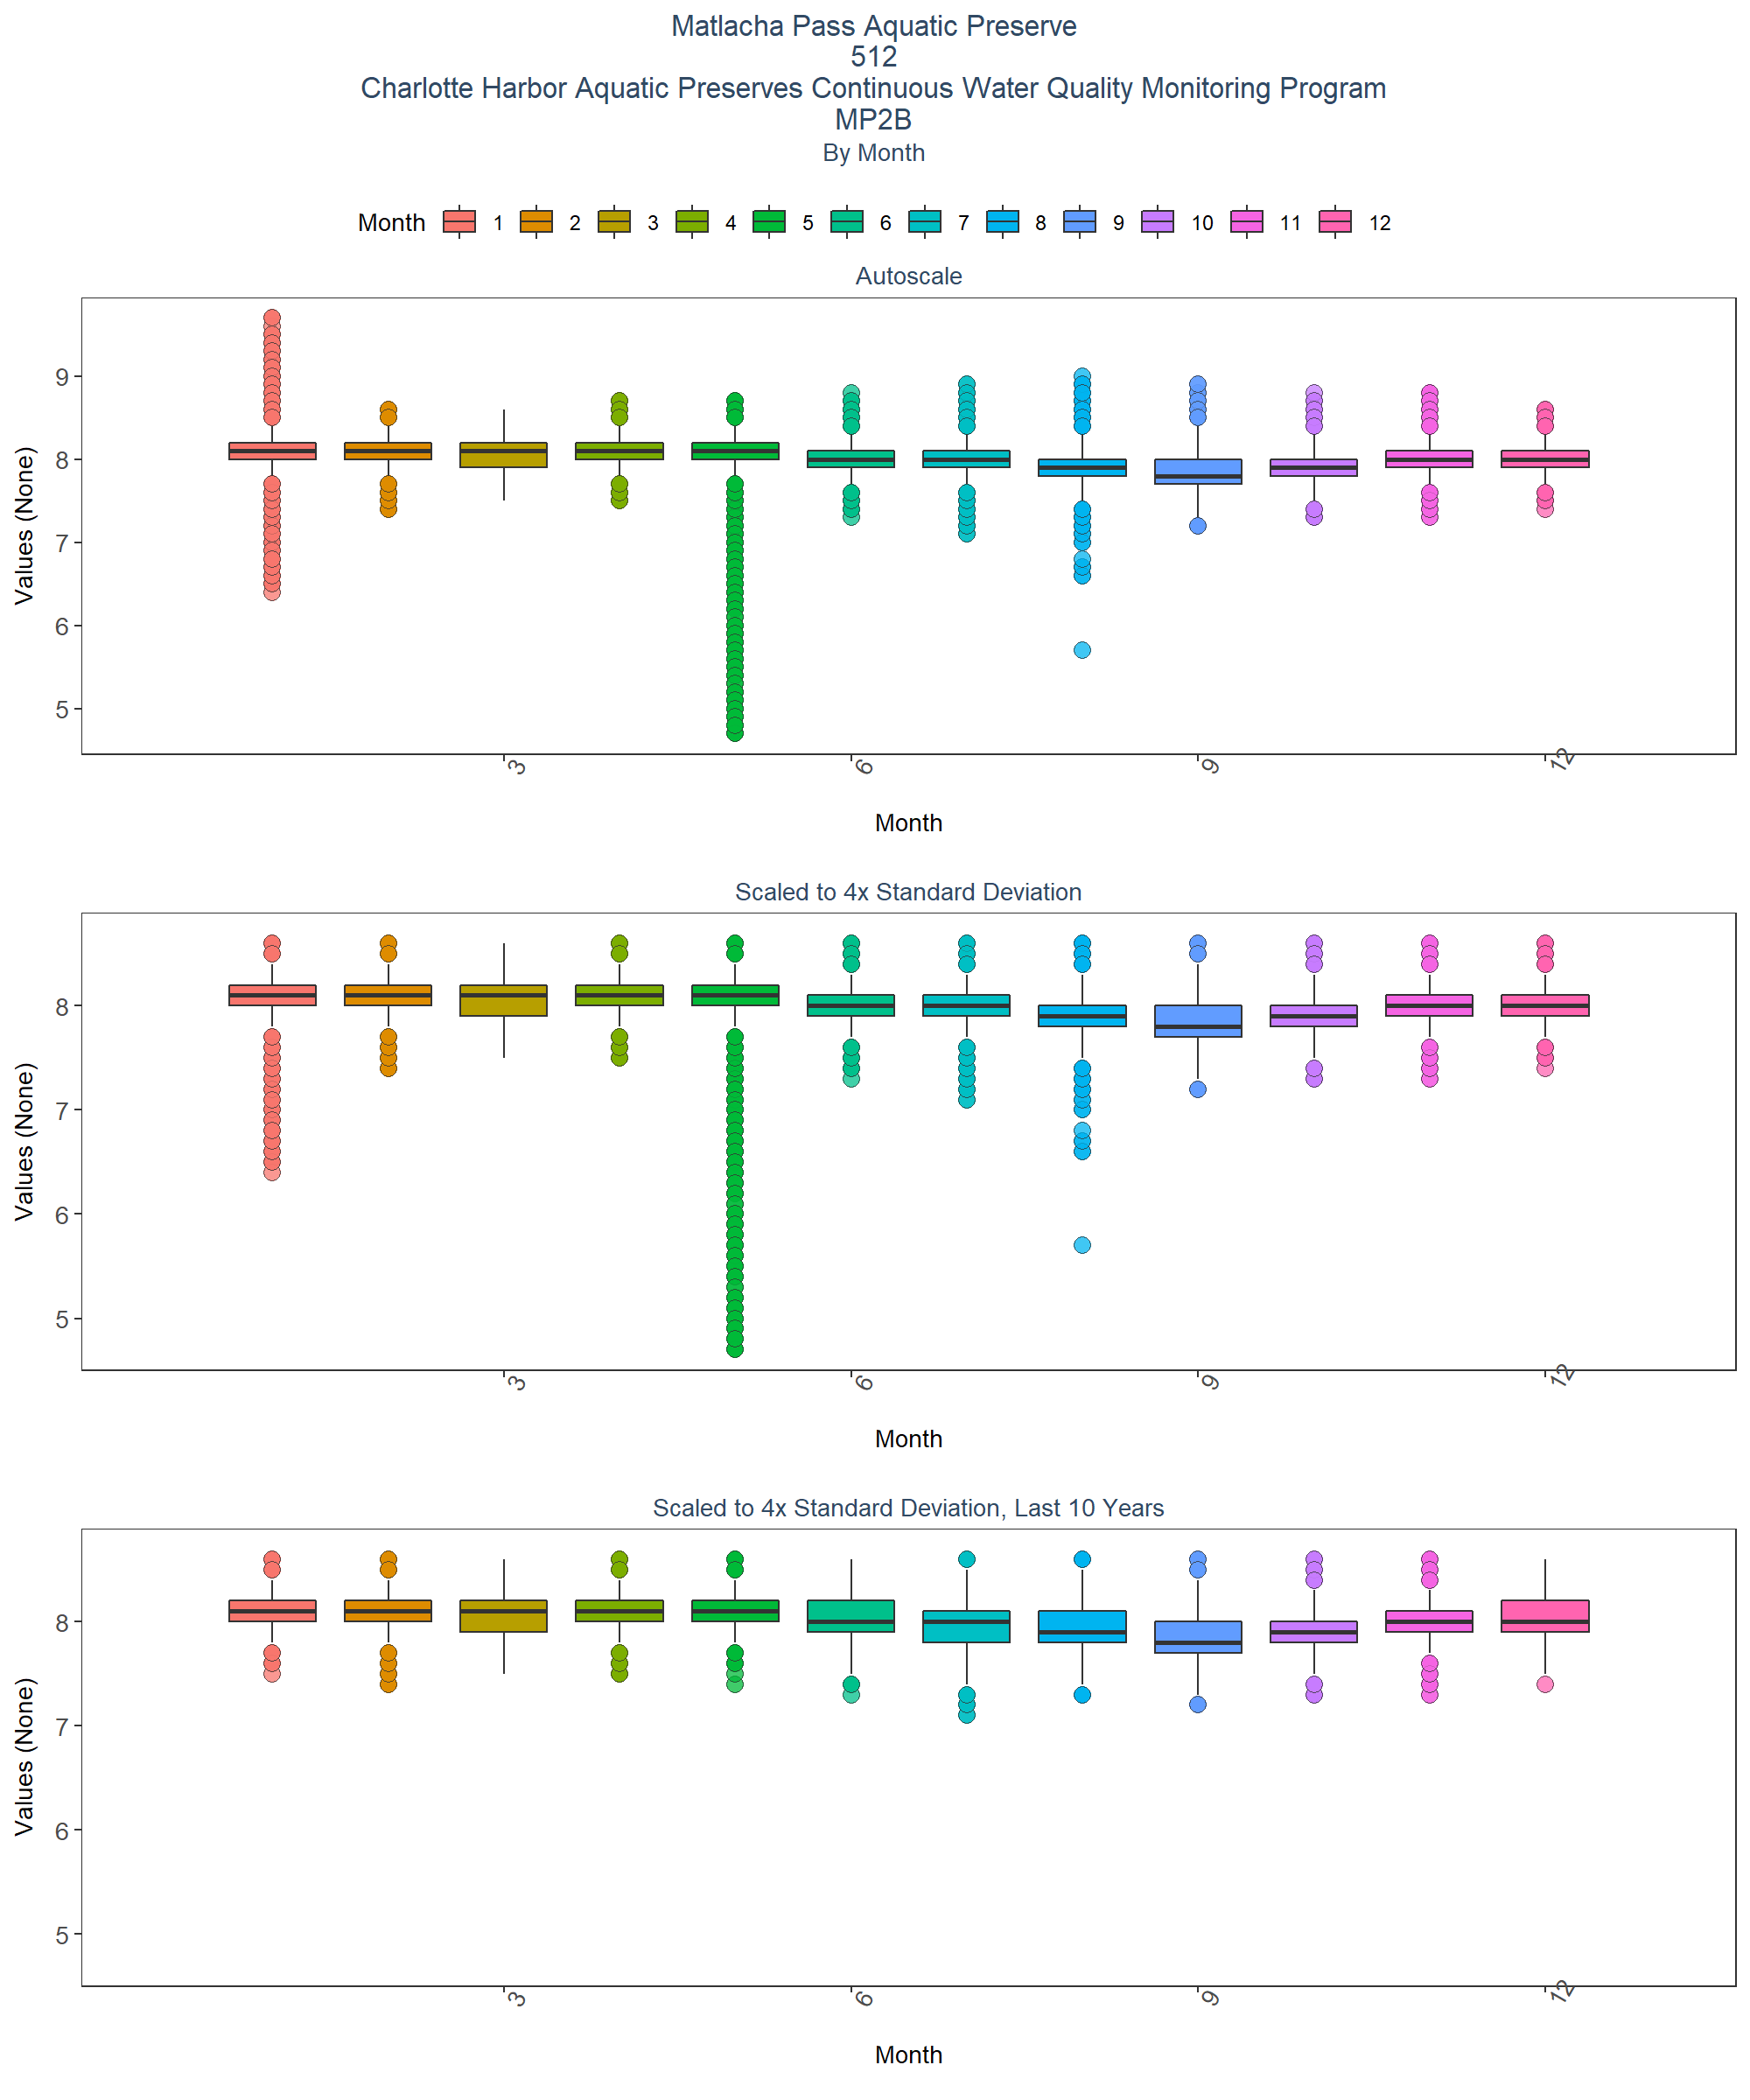 Matlacha Pass Aquatic Preserve
512
Charlotte Harbor Aquatic Preserves Continuous Water Quality Monitoring Program
MP2B
By Month
Month 1 2 3 4 5 6 7 8 9 10 11 12
Autoscale
Values (None)
9
8
7
6
5
3 6 9 12
Month
Scaled to 4x Standard Deviation
Values (None)
8
7
6
5
3 6 9 12
Month
Scaled to 4x Standard Deviation, Last 10 Years
Values (None)
8
7
6
5
3 6 9 12
Month